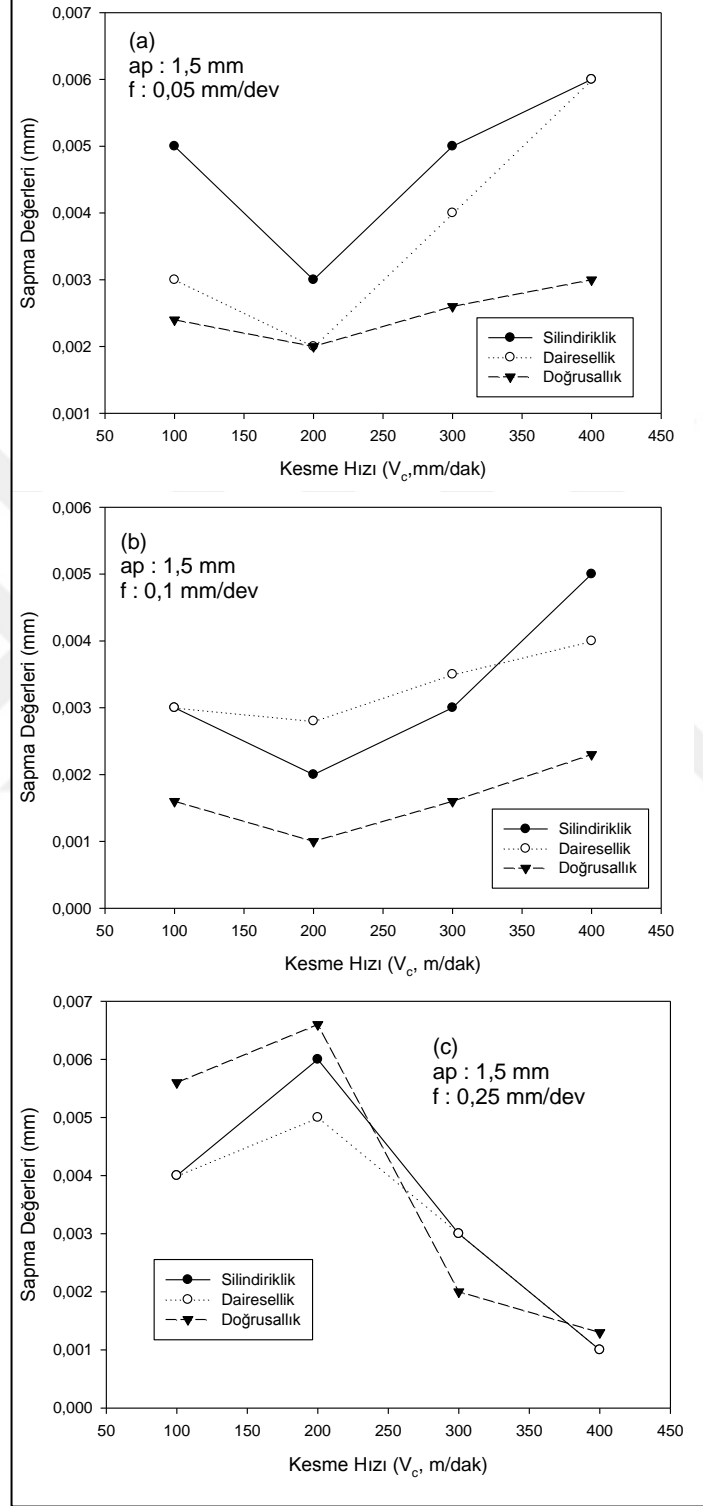 0,007
(a)
ap : 1,5 mm
f : 0,05 mm/dev
0,006
0,005
0,004
0,003
0,002
0,001
Sapma Değerleri (mm)
Silindiriklik
Dairesellik
Doğrusallık
50 100 150 200 250 300 350 400 450
Kesme Hızı (Vc,mm/dak)
0,006
(b)
ap : 1,5 mm
f : 0,1 mm/dev
0,005
0,004
0,003
0,002
0,001
0,000
Sapma Değerleri (mm)
Silindiriklik
Dairesellik
Doğrusallık
50 100 150 200 250 300 350 400 450
Kesme Hızı (Vc, m/dak)
0,007
(c)
ap : 1,5 mm
f : 0,25 mm/dev
0,006
0,005
0,004
0,003
0,002
0,001
0,000
Sapma Değerleri (mm)
Silindiriklik
Dairesellik
Doğrusallık
50 100 150 200 250 300 350 400 450
Kesme Hızı (Vc, m/dak)